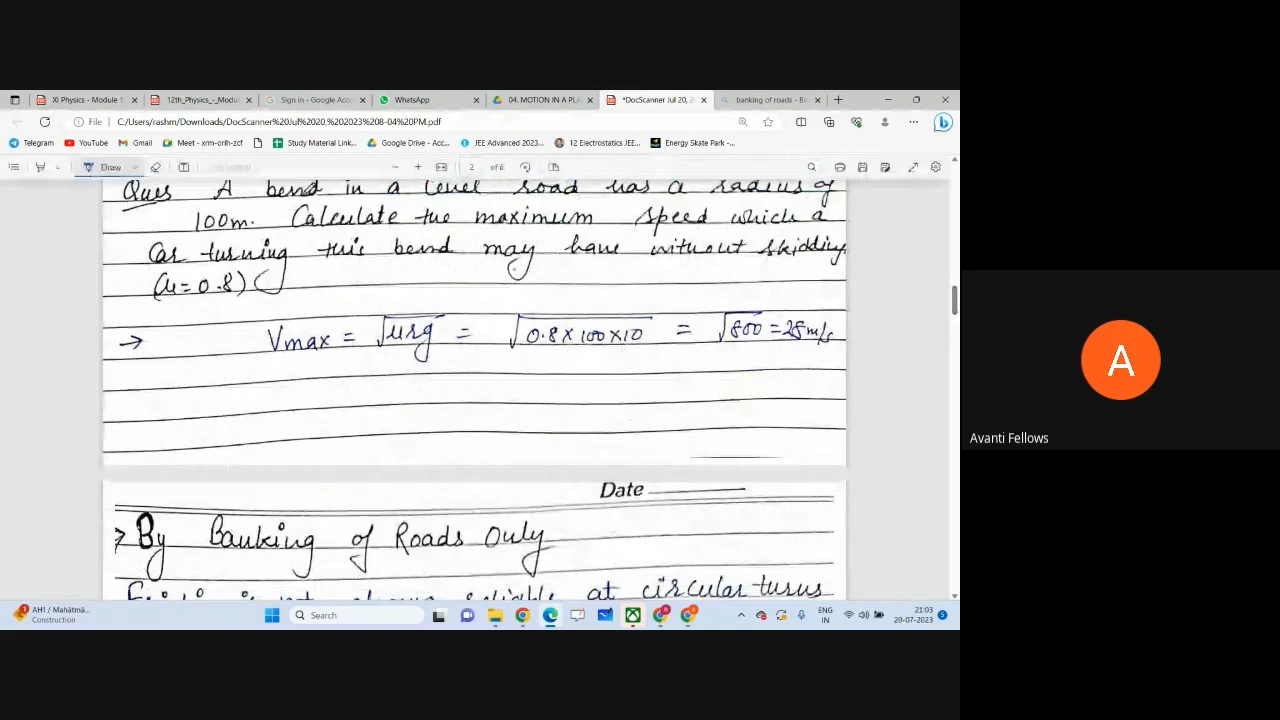 XI Physics - Module 1
12th_Physics_-_Modul
Sign in - Google Acco
WhatsApp
04. MOTION IN A PLA
*DocScanner Jul 20, 2
banking of roads - Bi
File
C:/Users/rashm/Downloads/DocScanner%20Jul%2020,%202023%208-04%20PM.pdf
Telegram
YouTube
Gmail
Meet - xrm-orih-zcf
Study Material Link...
Google Drive - Acc...
JEE Advanced 2023...
12 Electrostatics JEE...
Energy Skate Park -...
Draw
2 of 6
Ques A bend in a level road has a radius of
100m. Calculate the maximum speed which a
Car turning this bend may have without skidding
(u=0.8)
→ Vmax = √urg = √0.8×100×10 = √800 = 28m/s
Date
> By Banking of Roads Only
at circular turns
A
Avanti Fellows
AH1 / Mahātmā...
Construction
Search
ENG
IN
21:03
20-07-2023
5